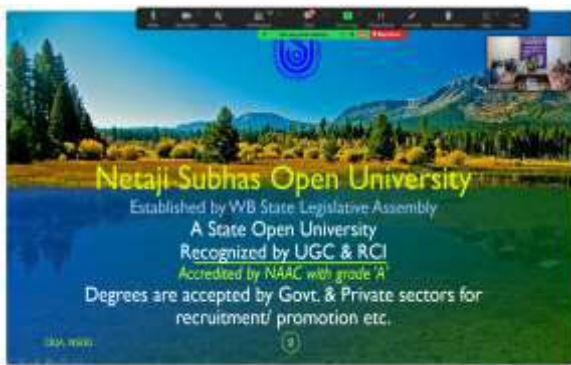 Netaji Subhas Open University
Established by WB State Legislative Assembly
A State Open University
Recognized by UGC & RCI
Accredited by NAAC with grade 'A'
Degrees are accepted by Govt. & Private sectors for
recruitment/ promotion etc.
9